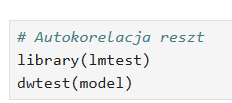 # Autokorelacja reszt
library(lmtest)
dwtest(model)